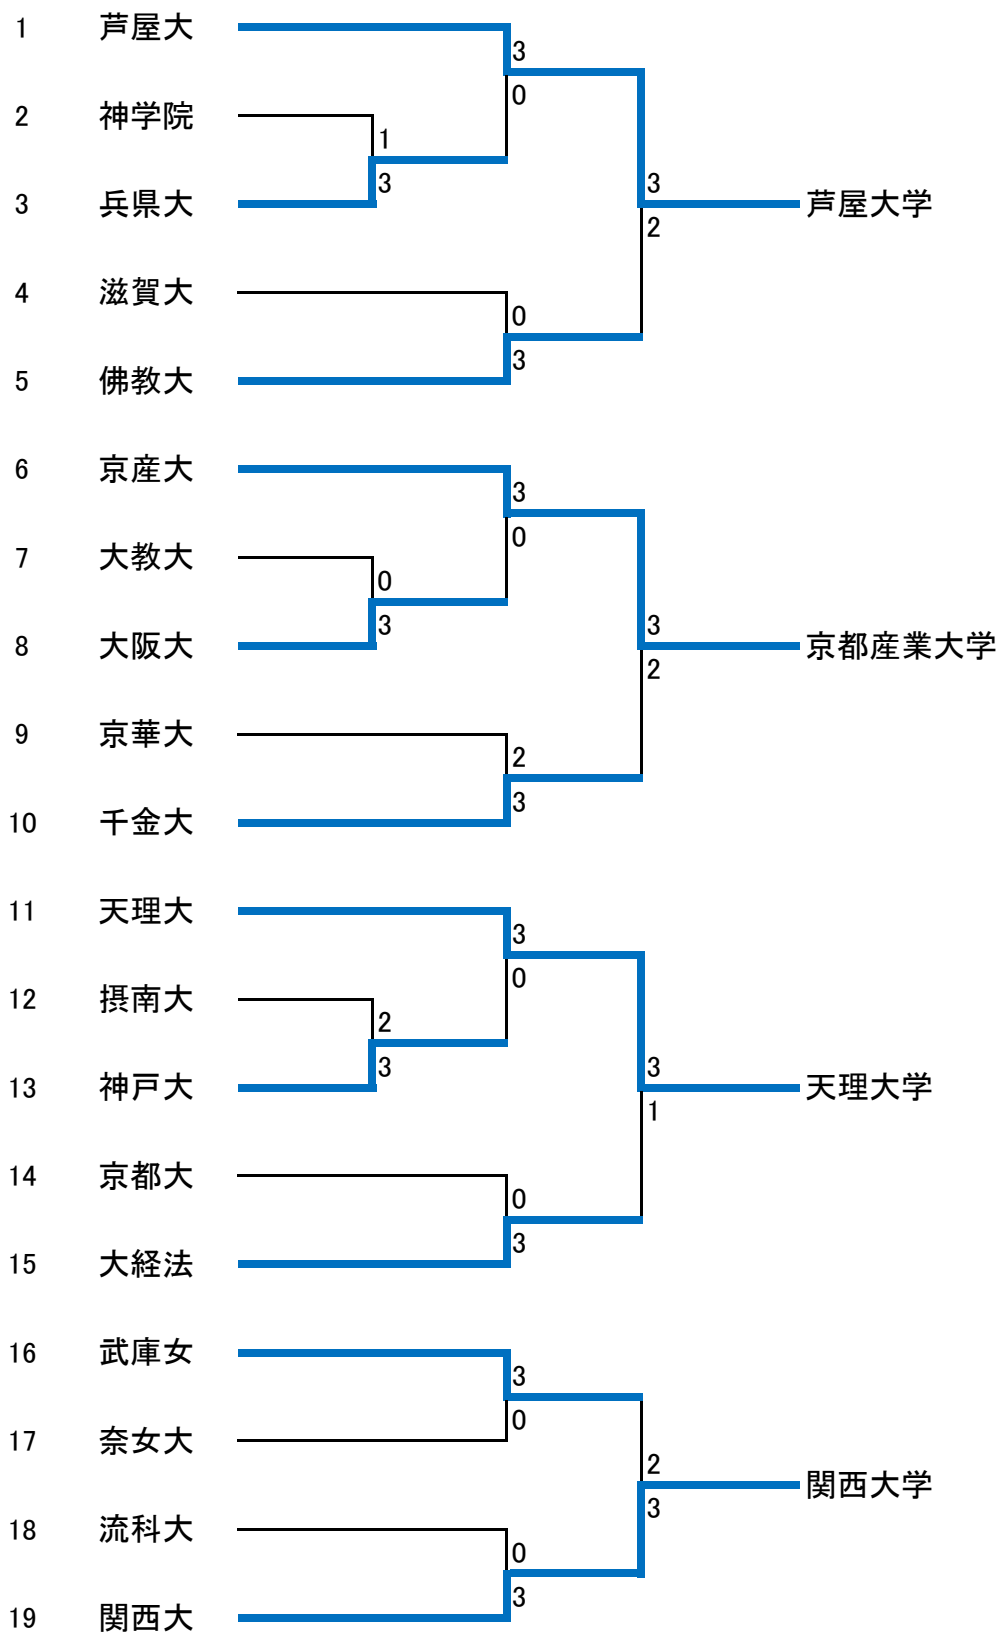 1 芦屋大
3
0
2 神学院
1
3
3 兵県大
3 芦屋大学
2
4 滋賀大
0
3
5 佛教大
6 京産大
3
0
7 大教大
0
3
8 大阪大
3 京都産業大学
2
9 京華大
2
3
10 千金大
11 天理大
3
0
12 摂南大
2
3
13 神戸大
3 天理大学
1
14 京都大
0
3
15 大経法
16 武庫女
3
0
17 奈女大
2
関西大学
3
18 流科大
0
3
19 関西大